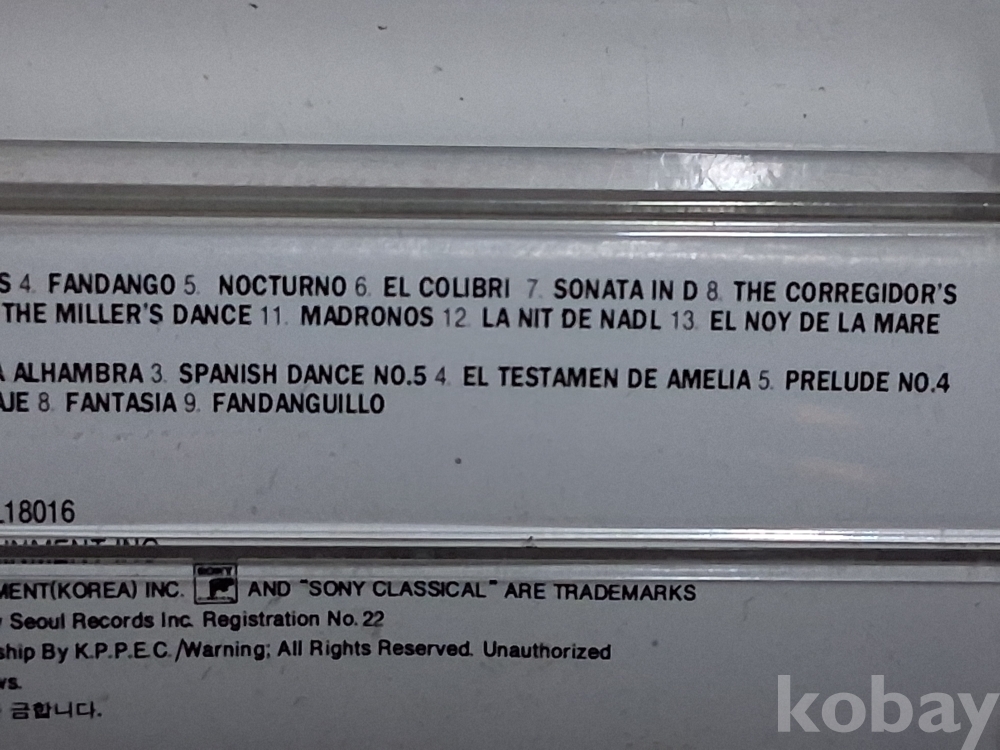 S 4. FANDANGO 5. NOCTURNO 6. EL COLIBRI 7. SONATA IN D 8. THE CORREGIDOR'S
THE MILLER'S DANCE 11. MADRONOS 12. LA NIT DE NADL 13. EL NOY DE LA MARE
ALHAMBRA 3. SPANISH DANCE NO.5 4. EL TESTAMEN DE AMELIA 5. PRELUDE NO.4
AJE 8. FANTASIA 9. FANDANGUILLO
L18016
MENT(KOREA) INC. SONY AND "SONY CLASSICAL" ARE TRADEMARKS
Seoul Records Inc. Registration No. 22
ship By K.P.P.E.C./Warning; All Rights Reserved. Unauthorized
ws.
금합니다.
kobay